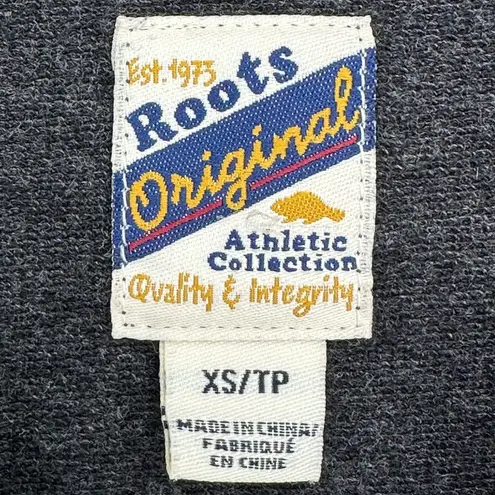 Est. 1973
Roots
Original
Athletic
Collection
Quality & Integrity
XS/TP
MADE IN CHINA/
FABRIQUÉ
EN CHINE